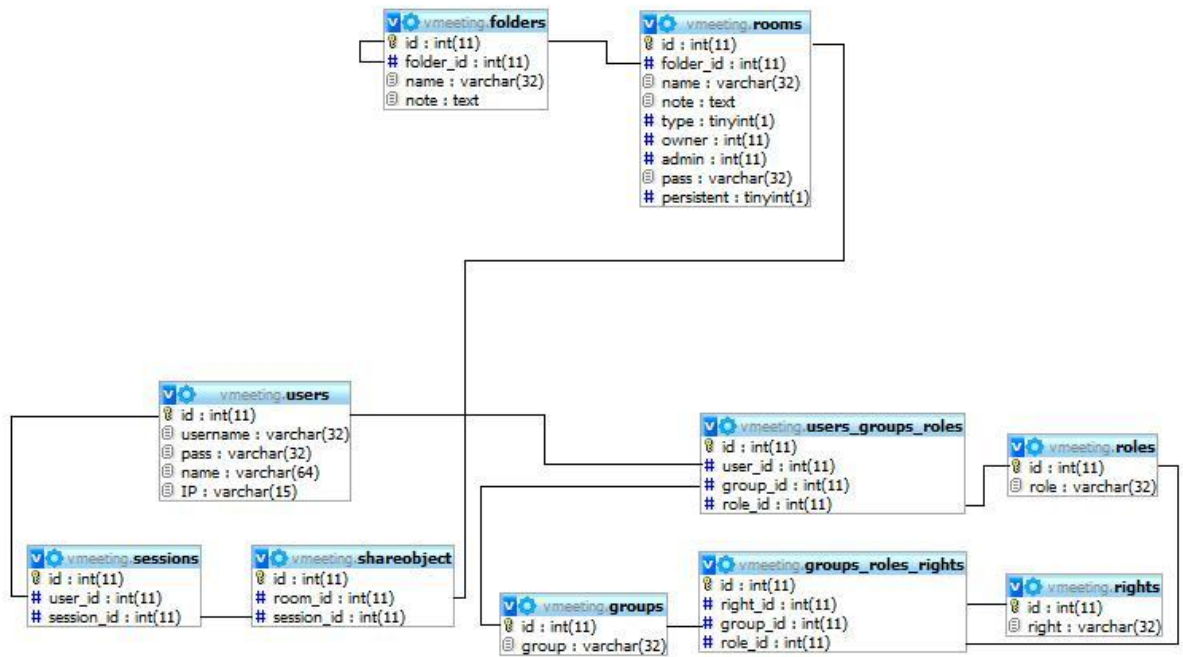 vmeeting.folders
id : int(11)
# folder_id : int(11)
name : varchar(32)
note : text
vmeeting.rooms
id : int(11)
# folder_id : int(11)
name : varchar(32)
note : text
# type : tinyint(1)
# owner : int(11)
# admin : int(11)
pass : varchar(32)
# persistent : tinyint(1)
vmeeting.users
id : int(11)
username : varchar(32)
pass : varchar(32)
name : varchar(64)
IP : varchar(15)
vmeeting.users_groups_roles
id : int(11)
# user_id : int(11)
# group_id : int(11)
# role_id : int(11)
vmeeting.roles
id : int(11)
role : varchar(32)
vmeeting.sessions
id : int(11)
# user_id : int(11)
# session_id : int(11)
vmeeting.shareobject
id : int(11)
# room_id : int(11)
# session_id : int(11)
vmeeting.groups
id : int(11)
group : varchar(32)
vmeeting.groups_roles_rights
id : int(11)
# right_id : int(11)
# group_id : int(11)
# role_id : int(11)
vmeeting.rights
id : int(11)
right : varchar(32)